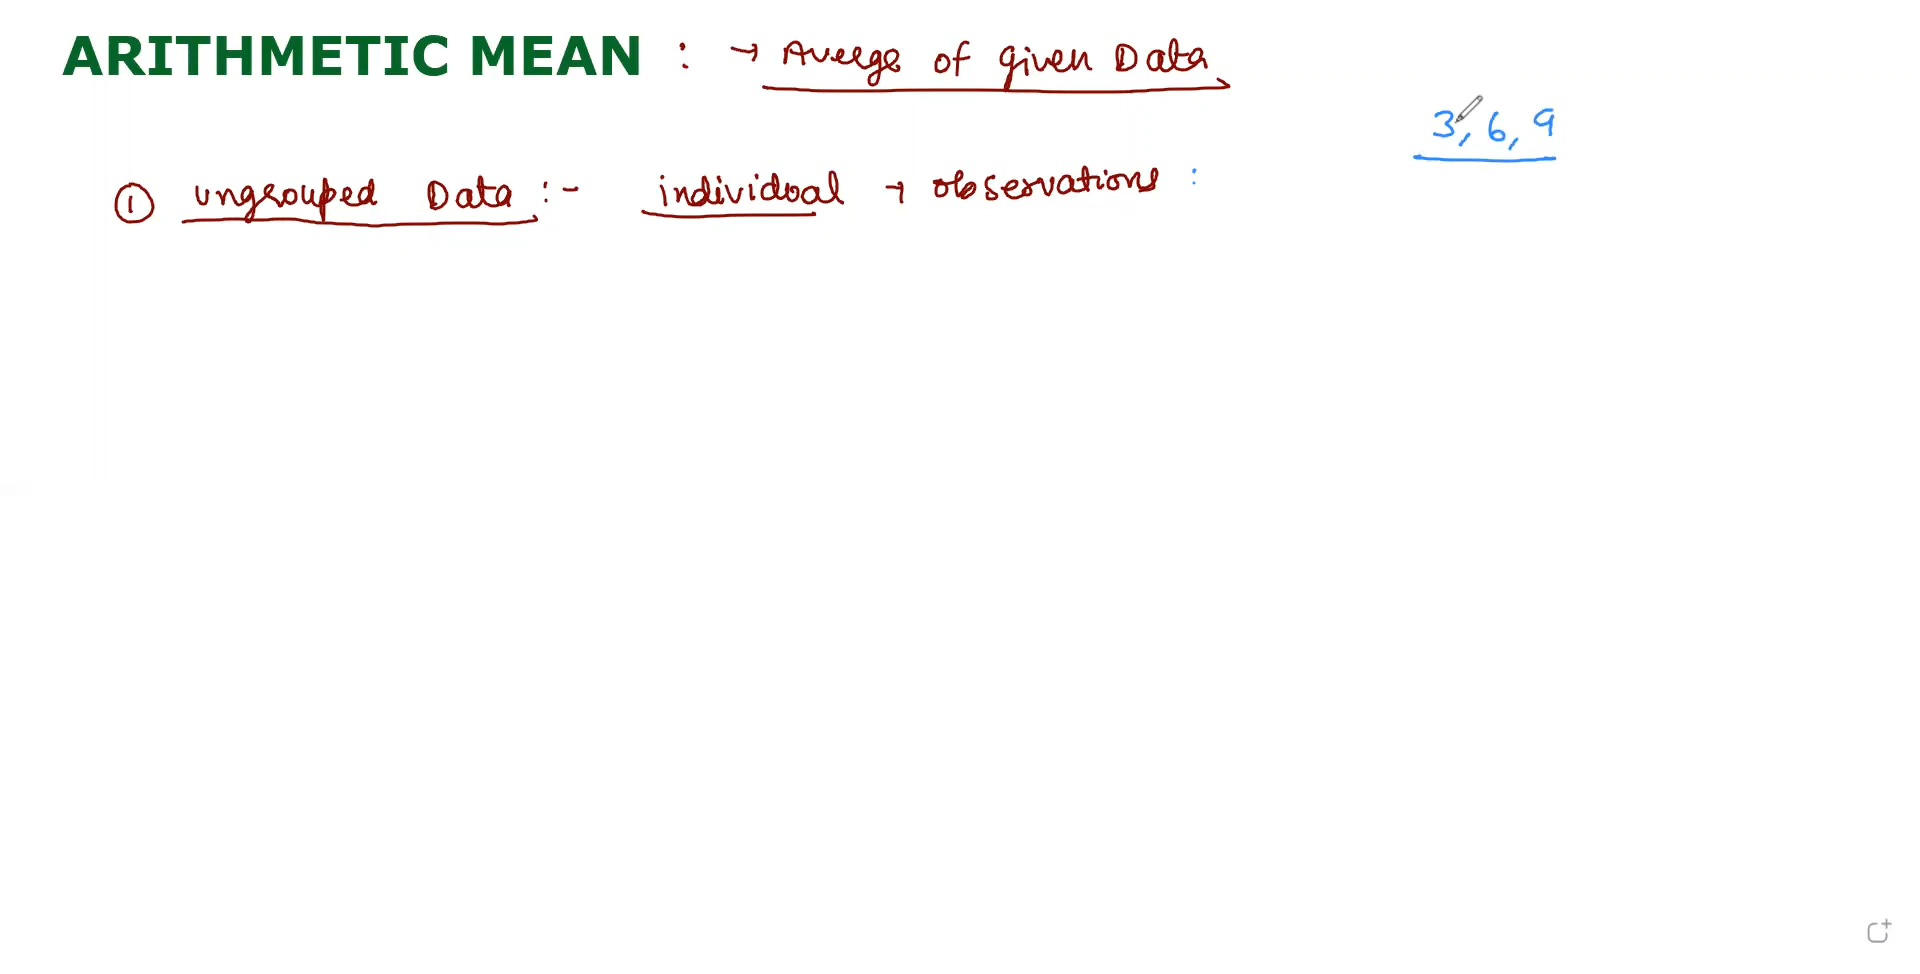 ARITHMETIC MEAN : → Averge of given Data
3, 6, 9
① ungrouped Data :- individual → observations :